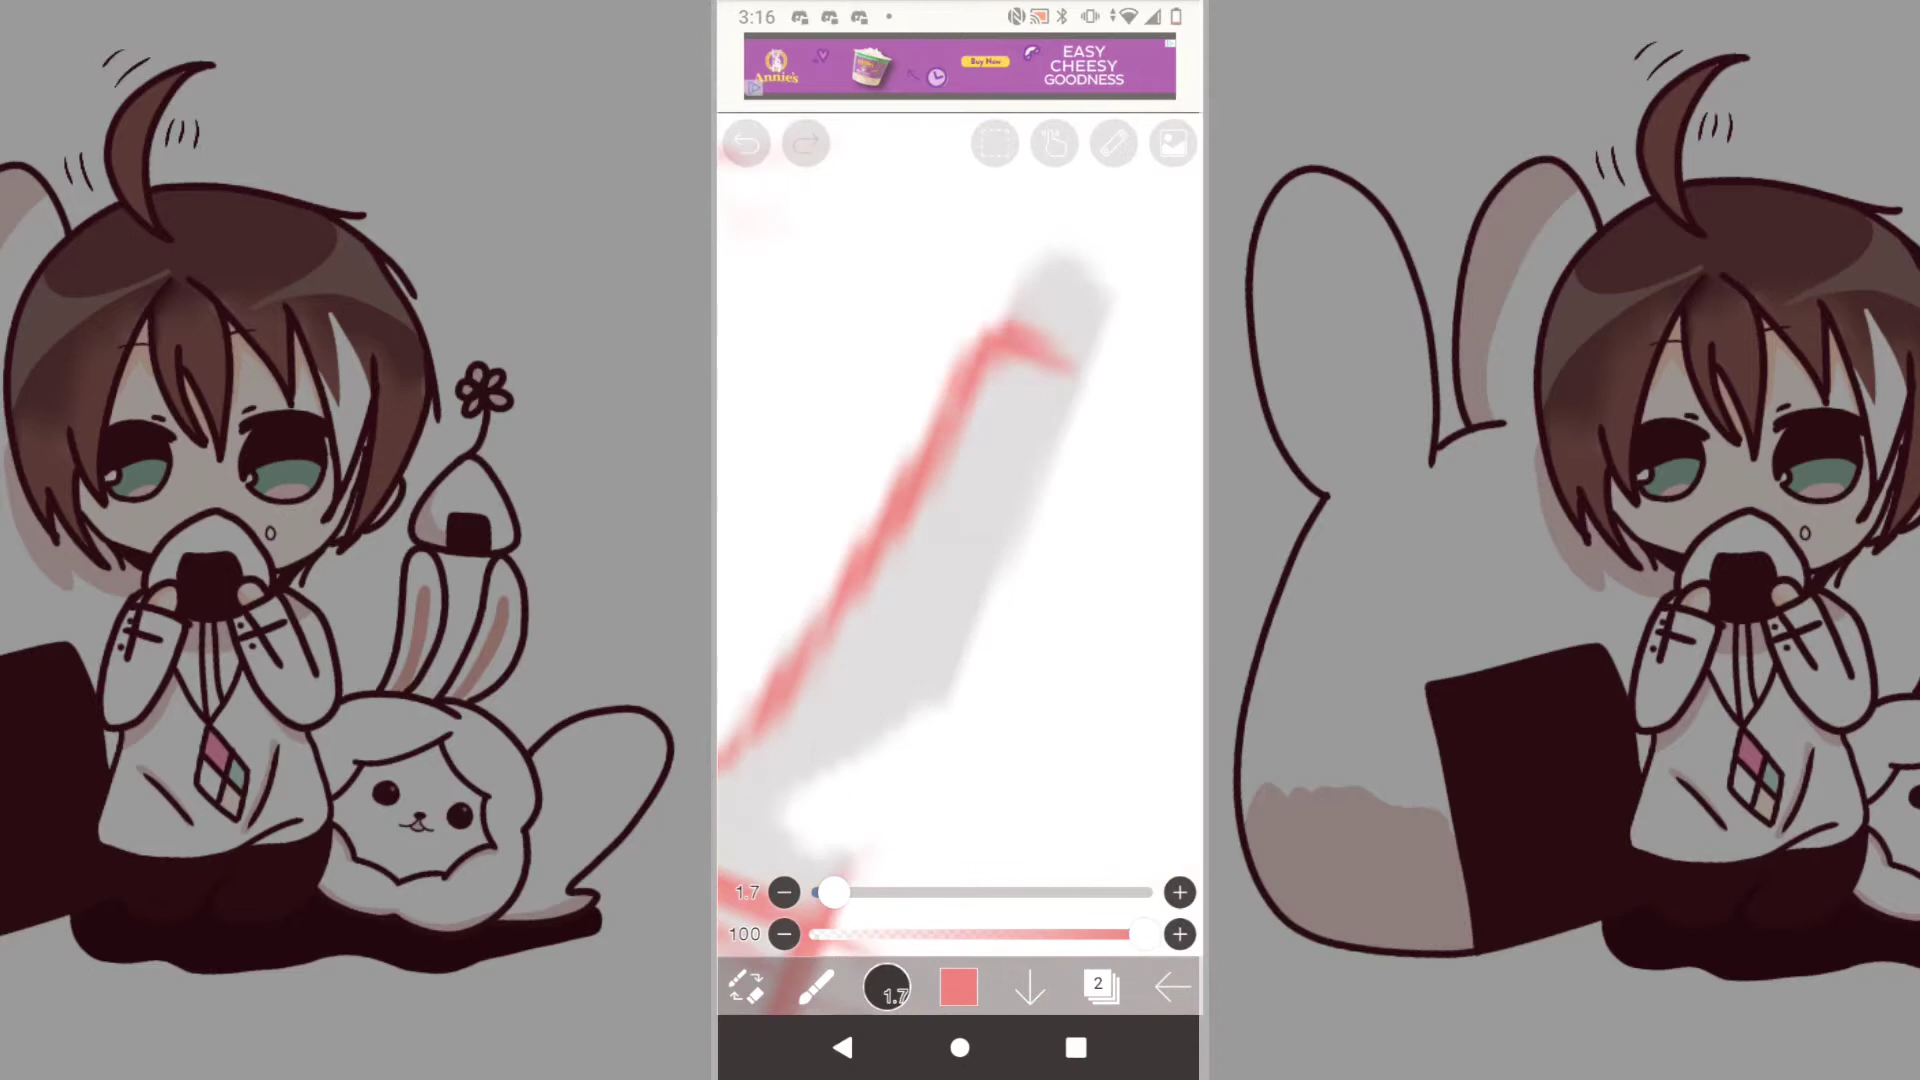 3:16
Annie's
Buy Now
EASY
CHEESY
GOODNESS
1.7
100
1.7
2